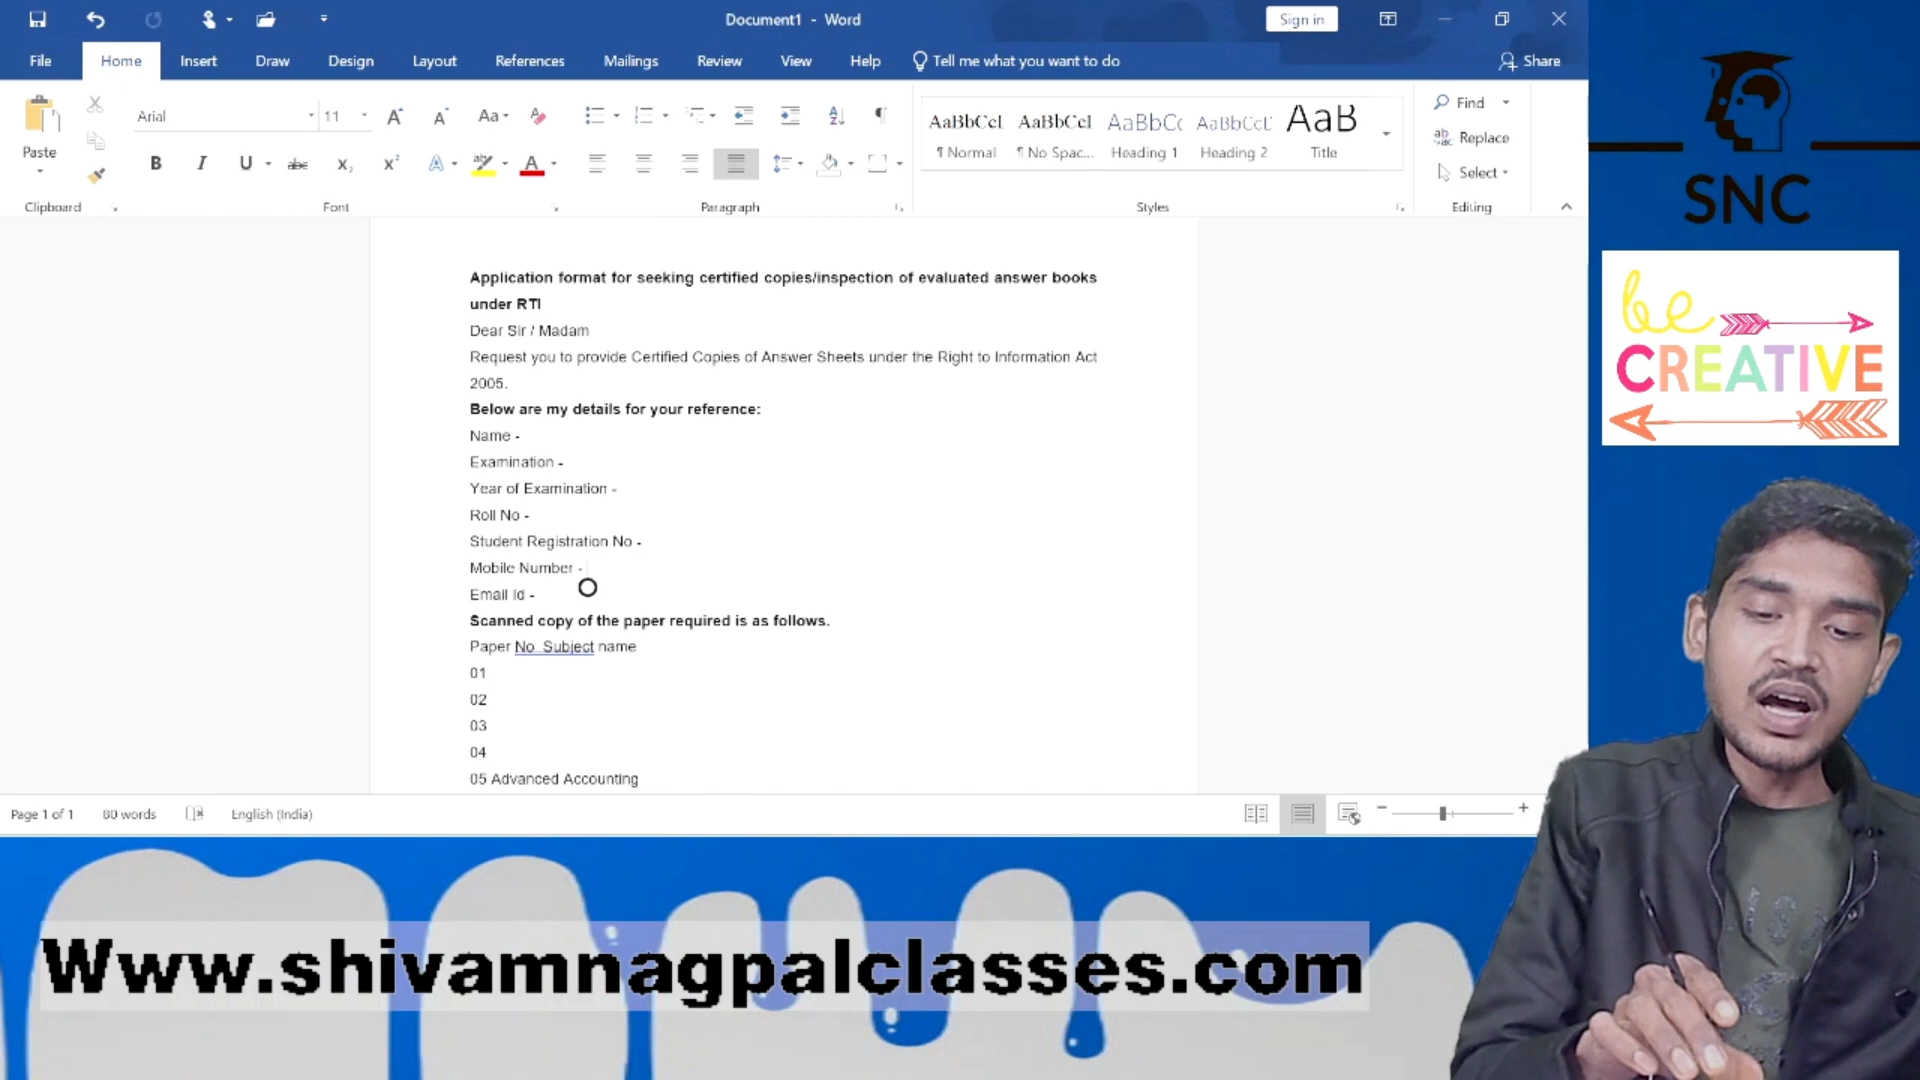 Document1 - Word
Sign in
File Home Insert Draw Design Layout References Mailings Review View Help Tell me what you want to do Share
Paste
Arial 11 Aa
B I U abc X₂ X² A A
AaBbCcI AaBbCcI AaBbCc AaBbCcD AaB
¶ Normal ¶ No Spac... Heading 1 Heading 2 Title
Find
Replace
Select
Clipboard Font Paragraph Styles Editing
SNC
be
CREATIVE
Application format for seeking certified copies/inspection of evaluated answer books
under RTI
Dear Sir / Madam
Request you to provide Certified Copies of Answer Sheets under the Right to Information Act
2005.
Below are my details for your reference:
Name -
Examination -
Year of Examination -
Roll No -
Student Registration No -
Mobile Number -
Email Id -
Scanned copy of the paper required is as follows.
Paper No Subject name
01
02
03
04
05 Advanced Accounting
Page 1 of 1 80 words English (India)
Www.shivamnagpalclasses.com